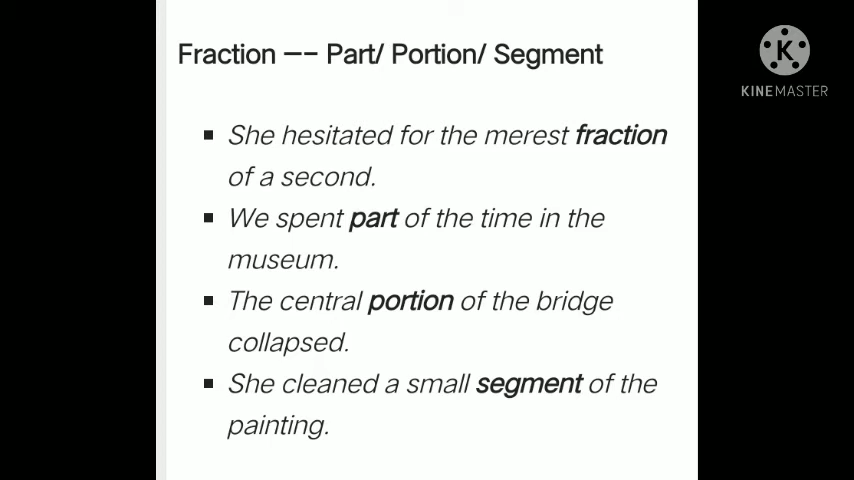 Fraction –– Part/ Portion/ Segment
K
KINEMASTER
▪ She hesitated for the merest fraction
of a second.
▪ We spent part of the time in the
museum.
▪ The central portion of the bridge
collapsed.
▪ She cleaned a small segment of the
painting.